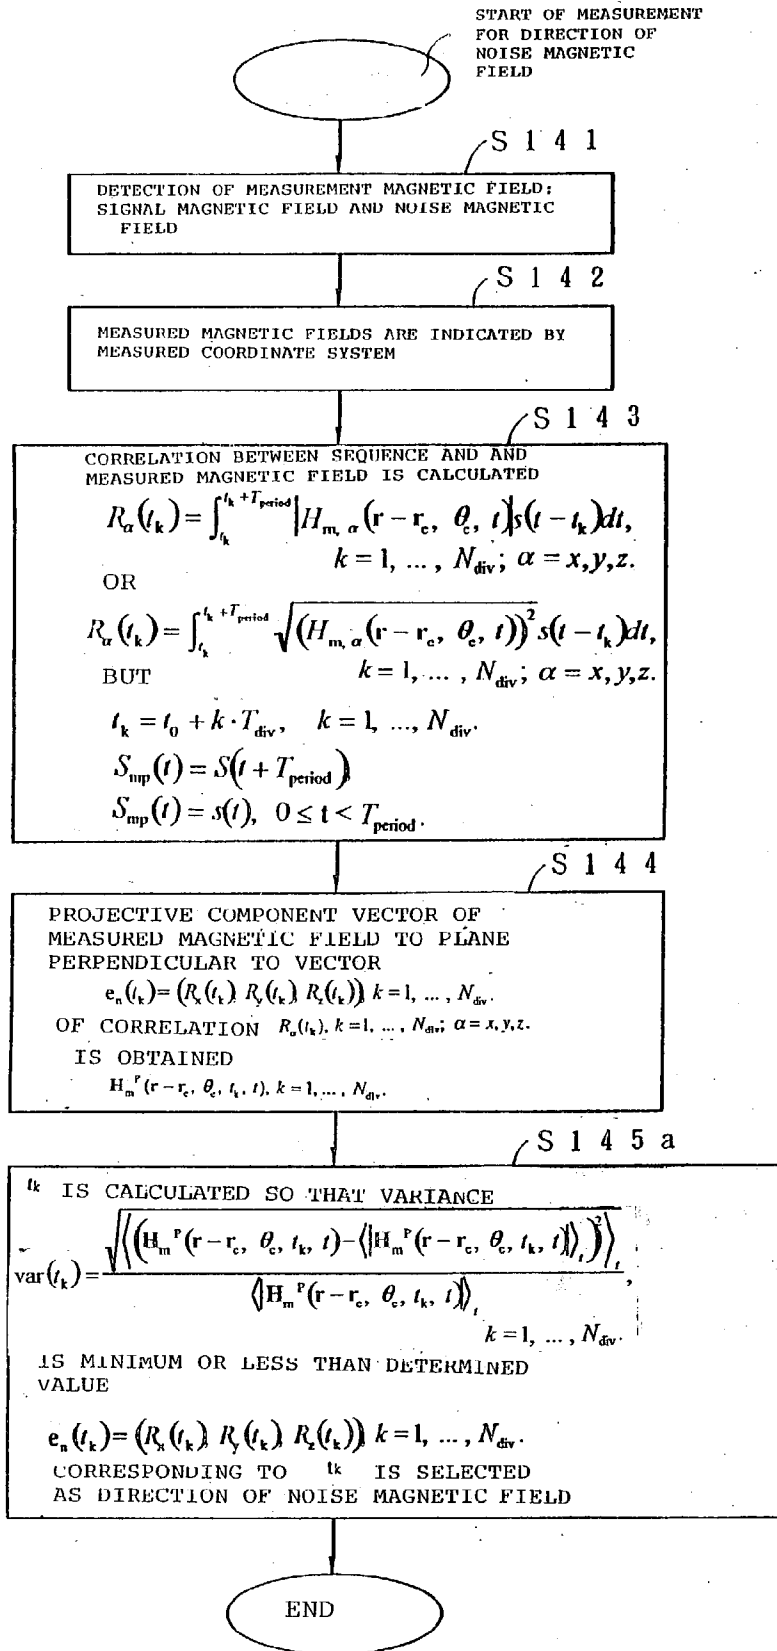 START OF MEASUREMENT
FOR DIRECTION OF
NOISE MAGNETIC
FIELD
S 1 4 1
DETECTION OF MEASUREMENT MAGNETIC FIELD;
SIGNAL MAGNETIC FIELD AND NOISE MAGNETIC
FIELD
S 1 4 2
MEASURED MAGNETIC FIELDS ARE INDICATED BY
MEASURED COORDINATE SYSTEM
S 1 4 3
CORRELATION BETWEEN SEQUENCE AND AND
MEASURED MAGNETIC FIELD IS CALCULATED
R_α(t_k) = ∫_{t_k}^{t_k + T_period} |H_{m, α}(r − r_c, θ_c, t)| s(t − t_k)dt,
k = 1, ..., N_div; α = x, y, z.
OR
R_α(t_k) = ∫_{t_k}^{t_k + T_period} √((H_{m, α}(r − r_c, θ_c, t))²) s(t − t_k)dt,
BUT k = 1, ... , N_div; α = x, y, z.
t_k = t_0 + k · T_div, k = 1, ..., N_div.
S_mp(t) = S(t + T_period)
S_mp(t) = s(t), 0 ≤ t < T_period.
S 1 4 4
PROJECTIVE COMPONENT VECTOR OF
MEASURED MAGNETIC FIELD TO PLANE
PERPENDICULAR TO VECTOR
e_n(t_k) = (R_x(t_k) R_y(t_k) R_z(t_k)) k = 1, ... , N_div.
OF CORRELATION R_α(t_k), k = 1, ... , N_div; α = x, y, z.
IS OBTAINED
H_m^P(r − r_c, θ_c, t_k, t), k = 1, ... , N_div.
S 1 4 5 a
t_k IS CALCULATED SO THAT VARIANCE
var(t_k) = √⟨(H_m^P(r − r_c, θ_c, t_k, t) − ⟨|H_m^P(r − r_c, θ_c, t_k, t)|⟩_t)²⟩_t / ⟨|H_m^P(r − r_c, θ_c, t_k, t)|⟩_t,
k = 1, ... , N_div.
IS MINIMUM OR LESS THAN DETERMINED
VALUE
e_n(t_k) = (R_x(t_k) R_y(t_k) R_z(t_k)) k = 1, ... , N_div.
CORRESPONDING TO t_k IS SELECTED
AS DIRECTION OF NOISE MAGNETIC FIELD
END